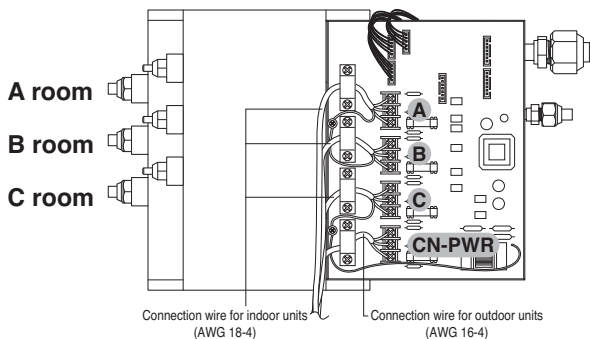 A room
B room
C room
A
B
C
CN-PWR
Connection wire for indoor units
(AWG 18-4)
Connection wire for outdoor units
(AWG 16-4)